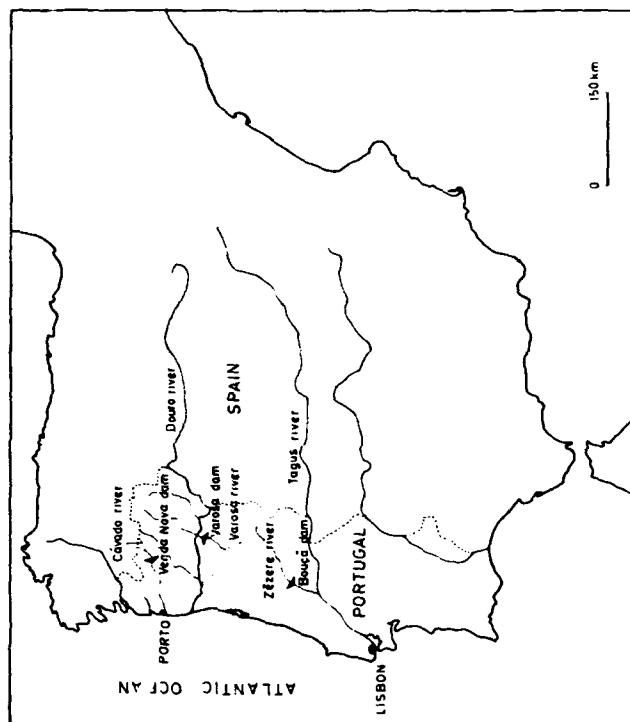 Cávado river
Venda Nova dam
PORTO
Douro river
Varosa dam
Varosa river
SPAIN
Zêzere river
Bouçã dam
Tagus river
PORTUGAL
LISBON
ATLANTIC OCEAN
0 150 km